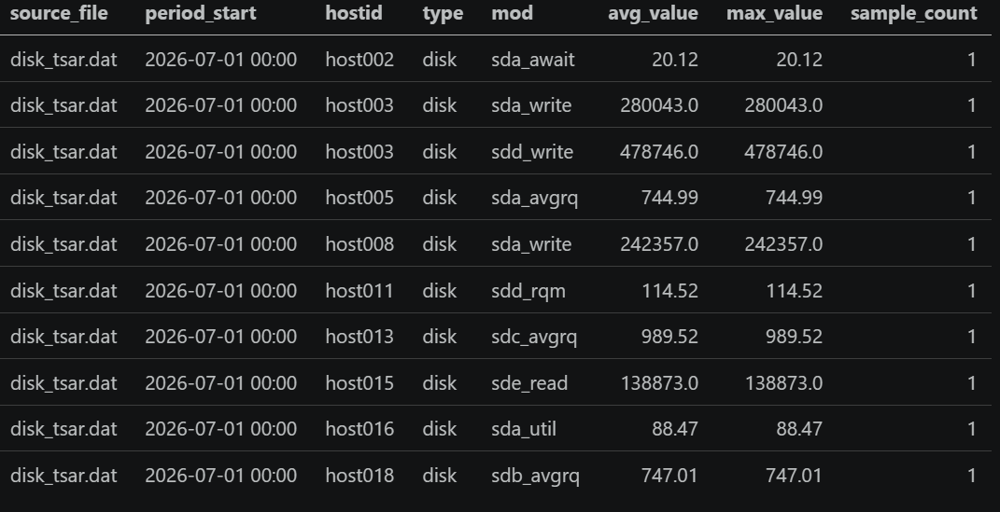 source_file period_start hostid type mod avg_value max_value sample_count
disk_tsar.dat 2026-07-01 00:00 host002 disk sda_await 20.12 20.12 1
disk_tsar.dat 2026-07-01 00:00 host003 disk sda_write 280043.0 280043.0 1
disk_tsar.dat 2026-07-01 00:00 host003 disk sdd_write 478746.0 478746.0 1
disk_tsar.dat 2026-07-01 00:00 host005 disk sda_avgrq 744.99 744.99 1
disk_tsar.dat 2026-07-01 00:00 host008 disk sda_write 242357.0 242357.0 1
disk_tsar.dat 2026-07-01 00:00 host011 disk sdd_rqm 114.52 114.52 1
disk_tsar.dat 2026-07-01 00:00 host013 disk sdc_avgrq 989.52 989.52 1
disk_tsar.dat 2026-07-01 00:00 host015 disk sde_read 138873.0 138873.0 1
disk_tsar.dat 2026-07-01 00:00 host016 disk sda_util 88.47 88.47 1
disk_tsar.dat 2026-07-01 00:00 host018 disk sdb_avgrq 747.01 747.01 1